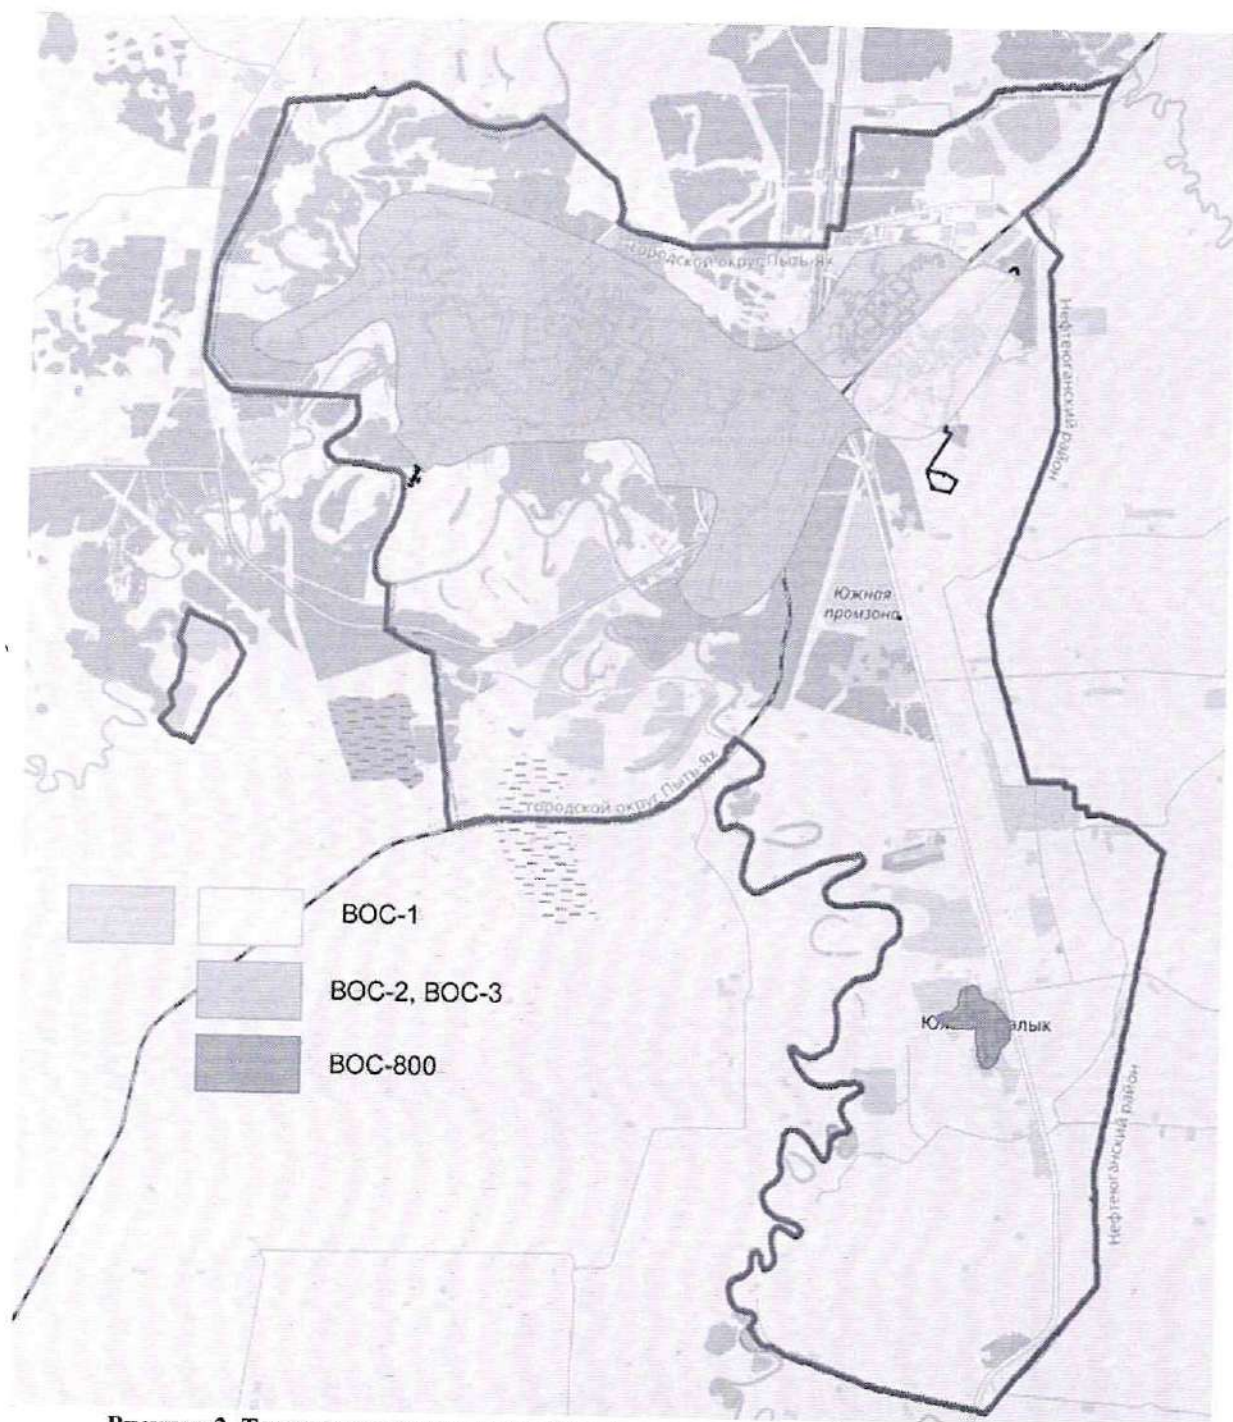 городской округ Пыть-Ях
Нефтеюганский район
Южная
промзона
городской округ Пыть-Ях
ВОС-1
ВОС-2, ВОС-3
ВОС-800
Нефтеюганский район